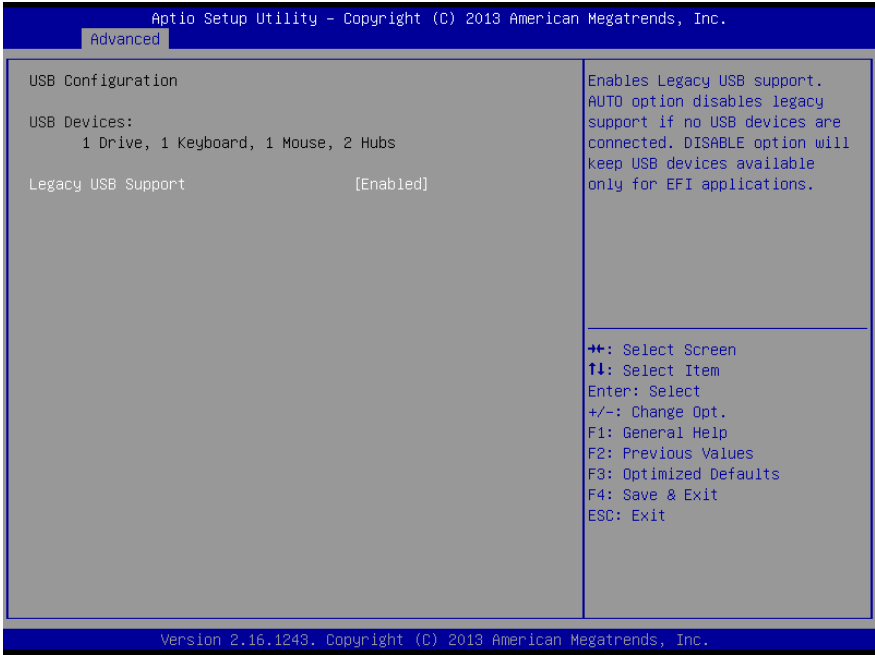 Aptio Setup Utility – Copyright (C) 2013 American Megatrends, Inc.
Advanced
USB Configuration
USB Devices:
1 Drive, 1 Keyboard, 1 Mouse, 2 Hubs
Legacy USB Support [Enabled]
Enables Legacy USB support.
AUTO option disables legacy
support if no USB devices are
connected. DISABLE option will
keep USB devices available
only for EFI applications.
→←: Select Screen
↑↓: Select Item
Enter: Select
+/-: Change Opt.
F1: General Help
F2: Previous Values
F3: Optimized Defaults
F4: Save & Exit
ESC: Exit
Version 2.16.1243. Copyright (C) 2013 American Megatrends, Inc.